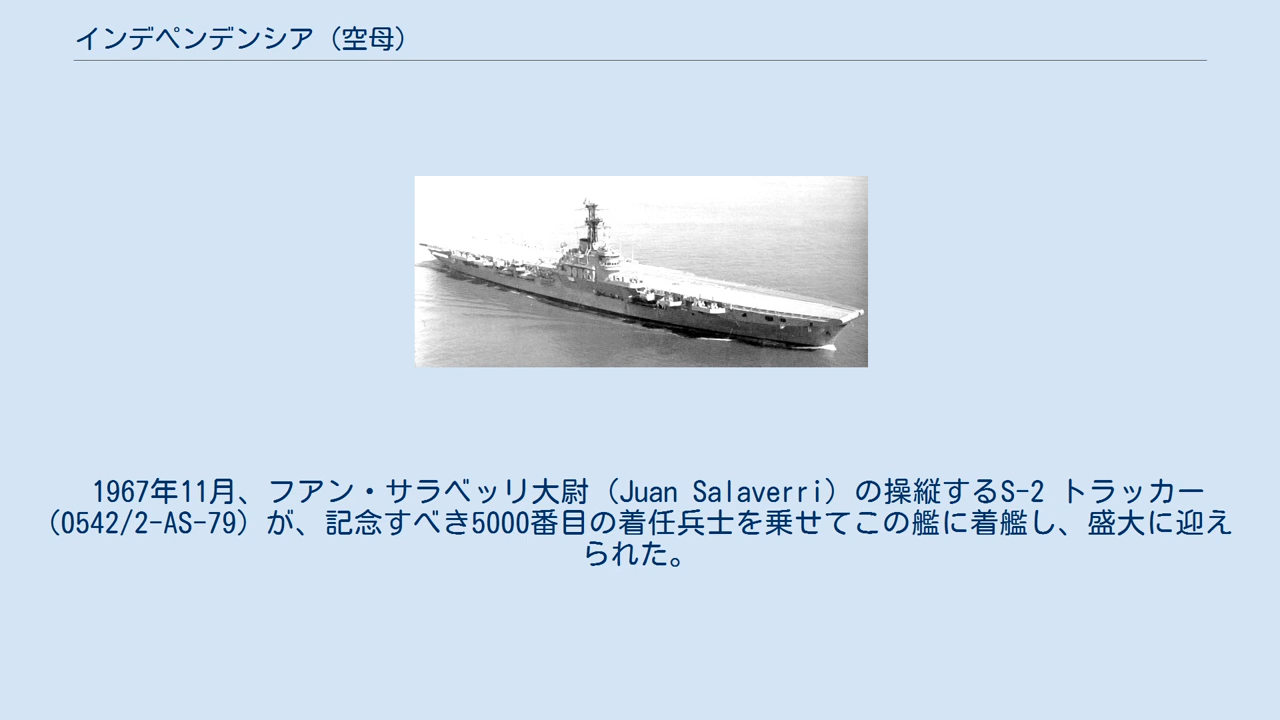 インデペンデンシア（空母）
1967年11月、フアン・サラベッリ大尉（Juan Salaverri）の操縦するS-2 トラッカー
（0542/2-AS-79）が、記念すべき5000番目の着任兵士を乗せてこの艦に着艦し、盛大に迎え
られた。